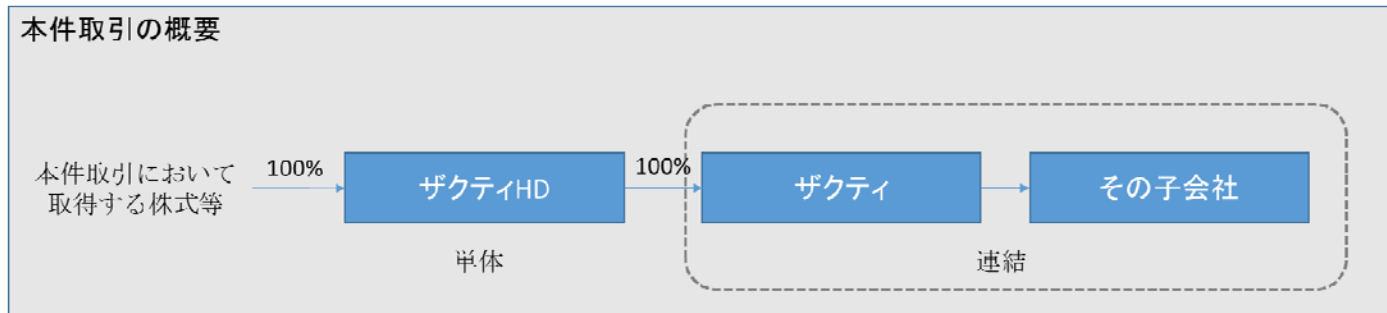 本件取引の概要
本件取引において
取得する株式等
100%
ザクティHD
100%
ザクティ
その子会社
単体
連結